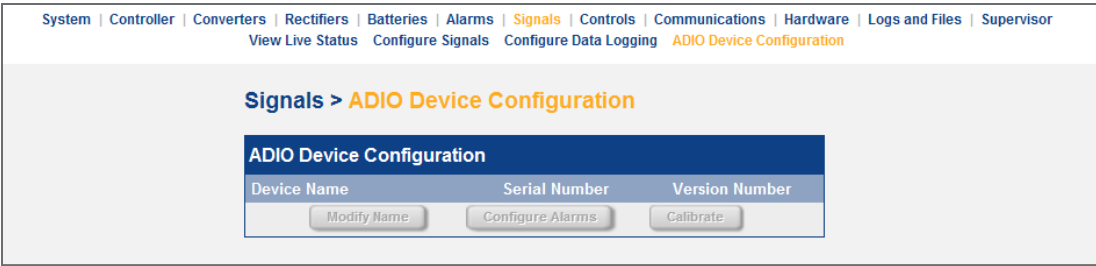 System | Controller | Converters | Rectifiers | Batteries | Alarms | Signals | Controls | Communications | Hardware | Logs and Files | Supervisor
View Live Status Configure Signals Configure Data Logging ADIO Device Configuration
Signals > ADIO Device Configuration
ADIO Device Configuration
Device Name Serial Number Version Number
Modify Name Configure Alarms Calibrate